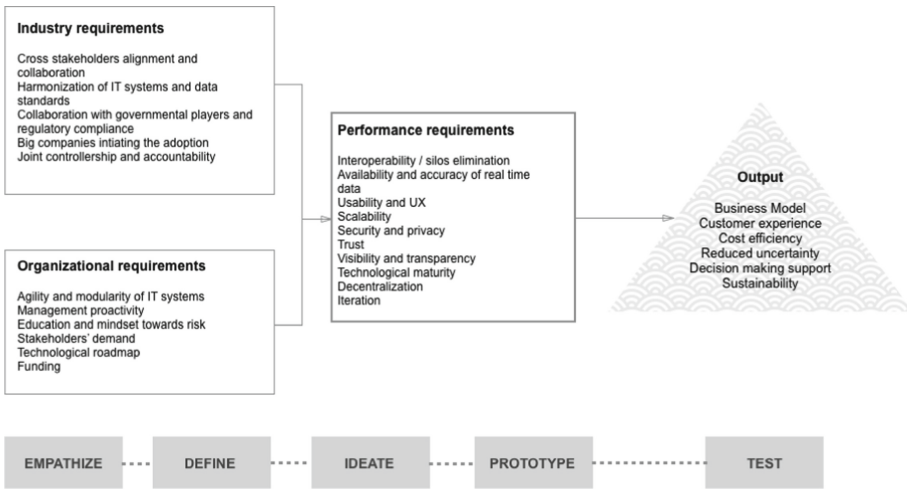 Industry requirements
Cross stakeholders alignment and
collaboration
Harmonization of IT systems and data
standards
Collaboration with governmental players and
regulatory compliance
Big companies intiating the adoption
Joint controllership and accountability
Organizational requirements
Agility and modularity of IT systems
Management proactivity
Education and mindset towards risk
Stakeholders' demand
Technological roadmap
Funding
Performance requirements
Interoperability / silos elimination
Availability and accuracy of real time
data
Usability and UX
Scalability
Security and privacy
Trust
Visibility and transparency
Technological maturity
Decentralization
Iteration
Output
Business Model
Customer experience
Cost efficiency
Reduced uncertainty
Decision making support
Sustainability
EMPATHIZE
DEFINE
IDEATE
PROTOTYPE
TEST